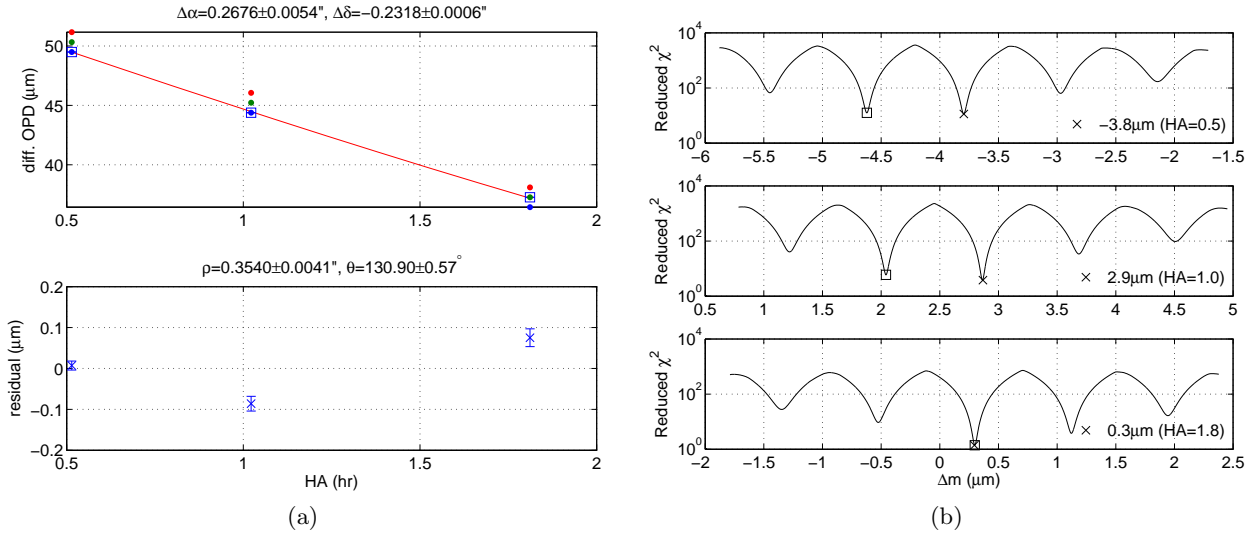 Δα=0.2676±0.0054", Δδ=−0.2318±0.0006"
50
45
40
diff. OPD (μm)
0.5 1 1.5 2
ρ=0.3540±0.0041", θ=130.90±0.57°
0.2
0.1
0
−0.1
−0.2
residual (μm)
0.5 1 1.5 2
HA (hr)
(a)
10⁴
10²
10⁰
Reduced χ²
−3.8μm (HA=0.5)
−6 −5.5 −5 −4.5 −4 −3.5 −3 −2.5 −2 −1.5
10⁴
10²
10⁰
Reduced χ²
2.9μm (HA=1.0)
0.5 1 1.5 2 2.5 3 3.5 4 4.5 5
10⁴
10²
10⁰
Reduced χ²
0.3μm (HA=1.8)
−2 −1.5 −1 −0.5 0 0.5 1 1.5 2 2.5
Δm (μm)
(b)